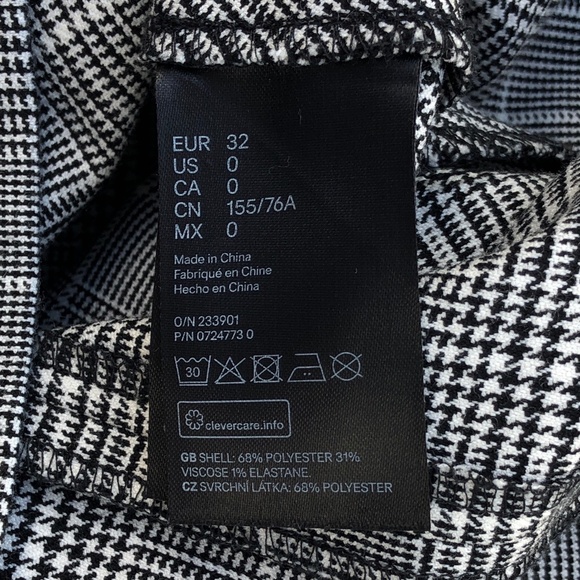 EUR 32
US 0
CA 0
CN 155/76A
MX 0
Made in China
Fabriqué en Chine
Hecho en China
O/N 233901
P/N 0724773 0
30
clevercare.info
GB SHELL: 68% POLYESTER 31%
VISCOSE 1% ELASTANE.
CZ SVRCHNÍ LÁTKA: 68% POLYESTER